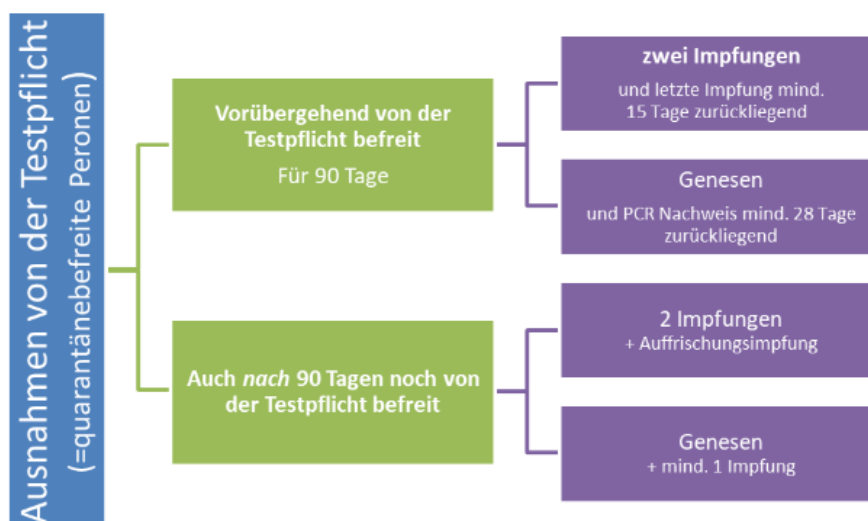 Ausnahmen von der Testpflicht
(=quarantänebefreite Peronen)
Vorübergehend von der
Testpflicht befreit
Für 90 Tage
zwei Impfungen
und letzte Impfung mind.
15 Tage zurückliegend
Genesen
und PCR Nachweis mind. 28 Tage
zurückliegend
Auch nach 90 Tagen noch von
der Testpflicht befreit
2 Impfungen
+ Auffrischungsimpfung
Genesen
+ mind. 1 Impfung